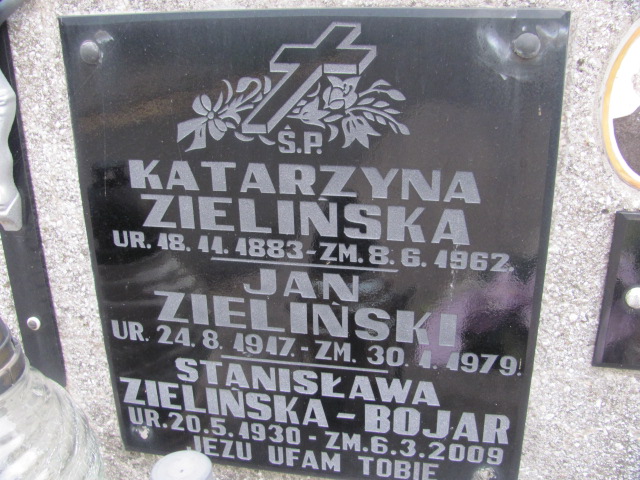 Ś.P.
KATARZYNA
ZIELIŃSKA
UR. 18. 11. 1883 - ZM. 8. 6. 1962
JAN
ZIELIŃSKI
UR. 24. 8. 1917. - ZM. 30. 1. 1979
STANISŁAWA
ZIELIŃSKA - BOJAR
UR. 20. 5. 1930 - ZM. 6. 3. 2009
JEZU UFAM TOBIE